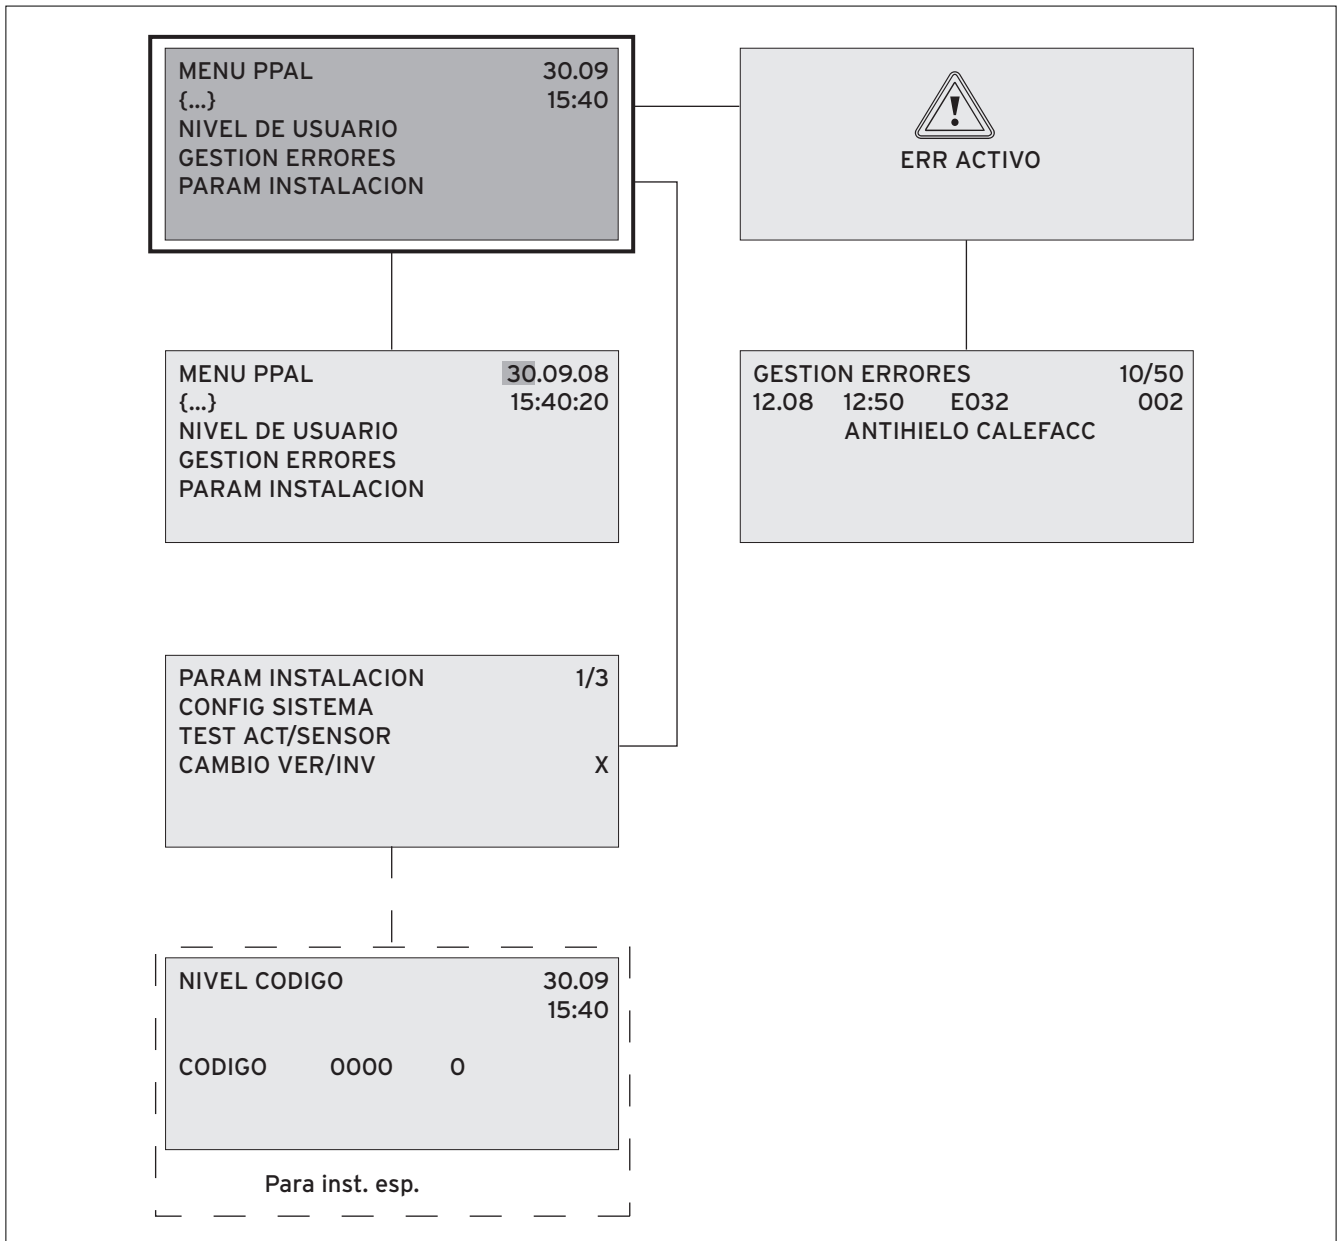 MENU PPAL 30.09
{...} 15:40
NIVEL DE USUARIO
GESTION ERRORES
PARAM INSTALACION
!
ERR ACTIVO
MENU PPAL 30.09.08
{...} 15:40:20
NIVEL DE USUARIO
GESTION ERRORES
PARAM INSTALACION
GESTION ERRORES 10/50
12.08 12:50 E032 002
ANTIHIELO CALEFACC
PARAM INSTALACION 1/3
CONFIG SISTEMA
TEST ACT/SENSOR
CAMBIO VER/INV X
NIVEL CODIGO 30.09
15:40
CODIGO 0000 0
Para inst. esp.